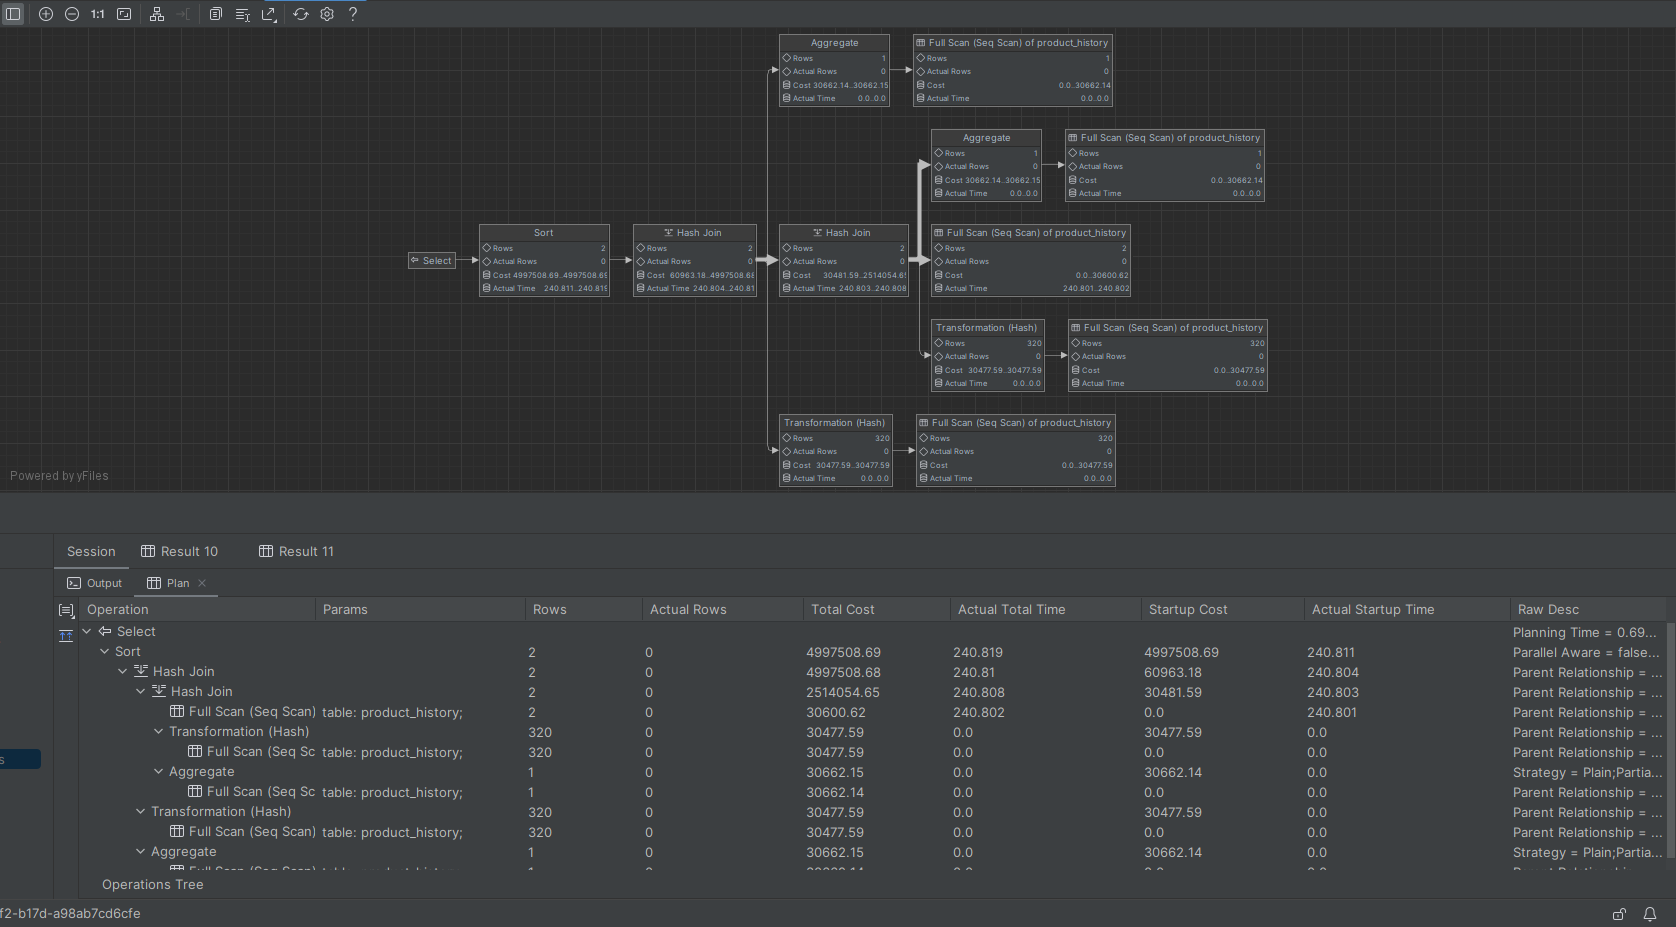 1:1
Aggregate
Rows 1
Actual Rows 0
Cost 30662.14..30662.15
Actual Time 0.0..0.0
Full Scan (Seq Scan) of product_history
Rows 1
Actual Rows 0
Cost 0.0..30662.14
Actual Time 0.0..0.0
Aggregate
Rows 1
Actual Rows 0
Cost 30662.14..30662.15
Actual Time 0.0..0.0
Full Scan (Seq Scan) of product_history
Rows 1
Actual Rows 0
Cost 0.0..30662.14
Actual Time 0.0..0.0
Select
Sort
Rows 2
Actual Rows 0
Cost 4997508.69..4997508.69
Actual Time 240.811..240.819
Hash Join
Rows 2
Actual Rows 0
Cost 60963.18..4997508.68
Actual Time 240.804..240.81
Hash Join
Rows 2
Actual Rows 0
Cost 30481.59..2514054.65
Actual Time 240.803..240.808
Full Scan (Seq Scan) of product_history
Rows 2
Actual Rows 0
Cost 0.0..30600.62
Actual Time 240.801..240.802
Transformation (Hash)
Rows 320
Actual Rows 0
Cost 30477.59..30477.59
Actual Time 0.0..0.0
Full Scan (Seq Scan) of product_history
Rows 320
Actual Rows 0
Cost 0.0..30477.59
Actual Time 0.0..0.0
Transformation (Hash)
Rows 320
Actual Rows 0
Cost 30477.59..30477.59
Actual Time 0.0..0.0
Full Scan (Seq Scan) of product_history
Rows 320
Actual Rows 0
Cost 0.0..30477.59
Actual Time 0.0..0.0
Powered by yFiles
Session Result 10 Result 11
Output Plan
Operation Params Rows Actual Rows Total Cost Actual Total Time Startup Cost Actual Startup Time Raw Desc
Select Planning Time = 0.69...
Sort 2 0 4997508.69 240.819 4997508.69 240.811 Parallel Aware = false...
Hash Join 2 0 4997508.68 240.81 60963.18 240.804 Parent Relationship = ...
Hash Join 2 0 2514054.65 240.808 30481.59 240.803 Parent Relationship = ...
Full Scan (Seq Scan) table: product_history; 2 0 30600.62 240.802 0.0 240.801 Parent Relationship = ...
Transformation (Hash) 320 0 30477.59 0.0 30477.59 0.0 Parent Relationship = ...
Full Scan (Seq Sc table: product_history; 320 0 30477.59 0.0 0.0 0.0 Parent Relationship = ...
Aggregate 1 0 30662.15 0.0 30662.14 0.0 Strategy = Plain;Partia...
Full Scan (Seq Sc table: product_history; 1 0 30662.14 0.0 0.0 0.0 Parent Relationship = ...
Transformation (Hash) 320 0 30477.59 0.0 30477.59 0.0 Parent Relationship = ...
Full Scan (Seq Scan) table: product_history; 320 0 30477.59 0.0 0.0 0.0 Parent Relationship = ...
Aggregate 1 0 30662.15 0.0 30662.14 0.0 Strategy = Plain;Partia...
Operations Tree
f2-b17d-a98ab7cd6cfe